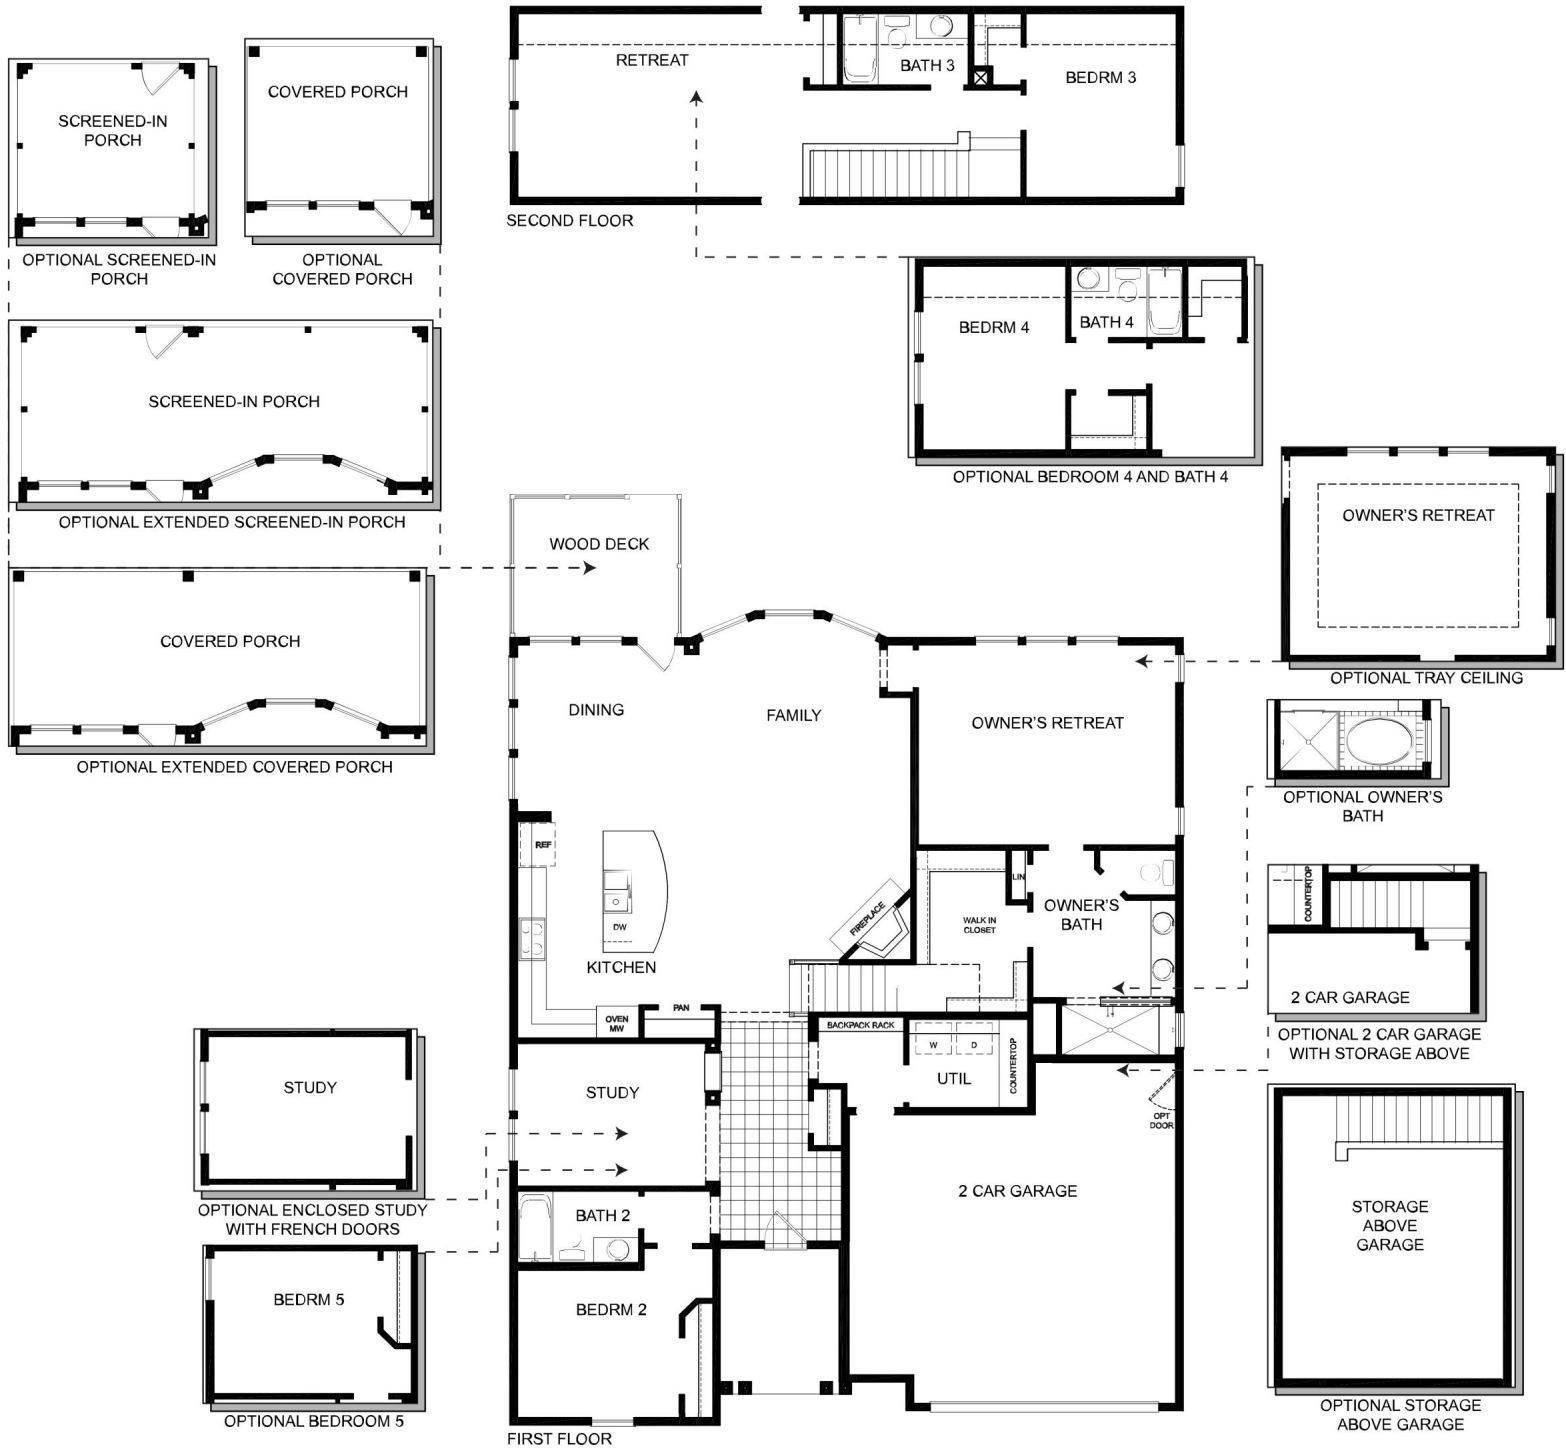 RETREAT
BATH 3
BEDRM 3
SECOND FLOOR
SCREENED-IN
PORCH
OPTIONAL SCREENED-IN
PORCH
COVERED PORCH
OPTIONAL
COVERED PORCH
SCREENED-IN PORCH
OPTIONAL EXTENDED SCREENED-IN PORCH
COVERED PORCH
OPTIONAL EXTENDED COVERED PORCH
BEDRM 4
BATH 4
OPTIONAL BEDROOM 4 AND BATH 4
OWNER'S RETREAT
OPTIONAL TRAY CEILING
OPTIONAL OWNER'S
BATH
COUNTERTOP
2 CAR GARAGE
OPTIONAL 2 CAR GARAGE
WITH STORAGE ABOVE
STORAGE
ABOVE
GARAGE
OPTIONAL STORAGE
ABOVE GARAGE
STUDY
OPTIONAL ENCLOSED STUDY
WITH FRENCH DOORS
BEDRM 5
OPTIONAL BEDROOM 5
WOOD DECK
DINING
FAMILY
OWNER'S RETREAT
REF
DW
KITCHEN
FIREPLACE
LIN
WALK IN
CLOSET
OWNER'S
BATH
OVEN
MW
PAN
BACKPACK RACK
W
D
COUNTERTOP
UTIL
STUDY
OPT
DOOR
2 CAR GARAGE
BATH 2
BEDRM 2
FIRST FLOOR